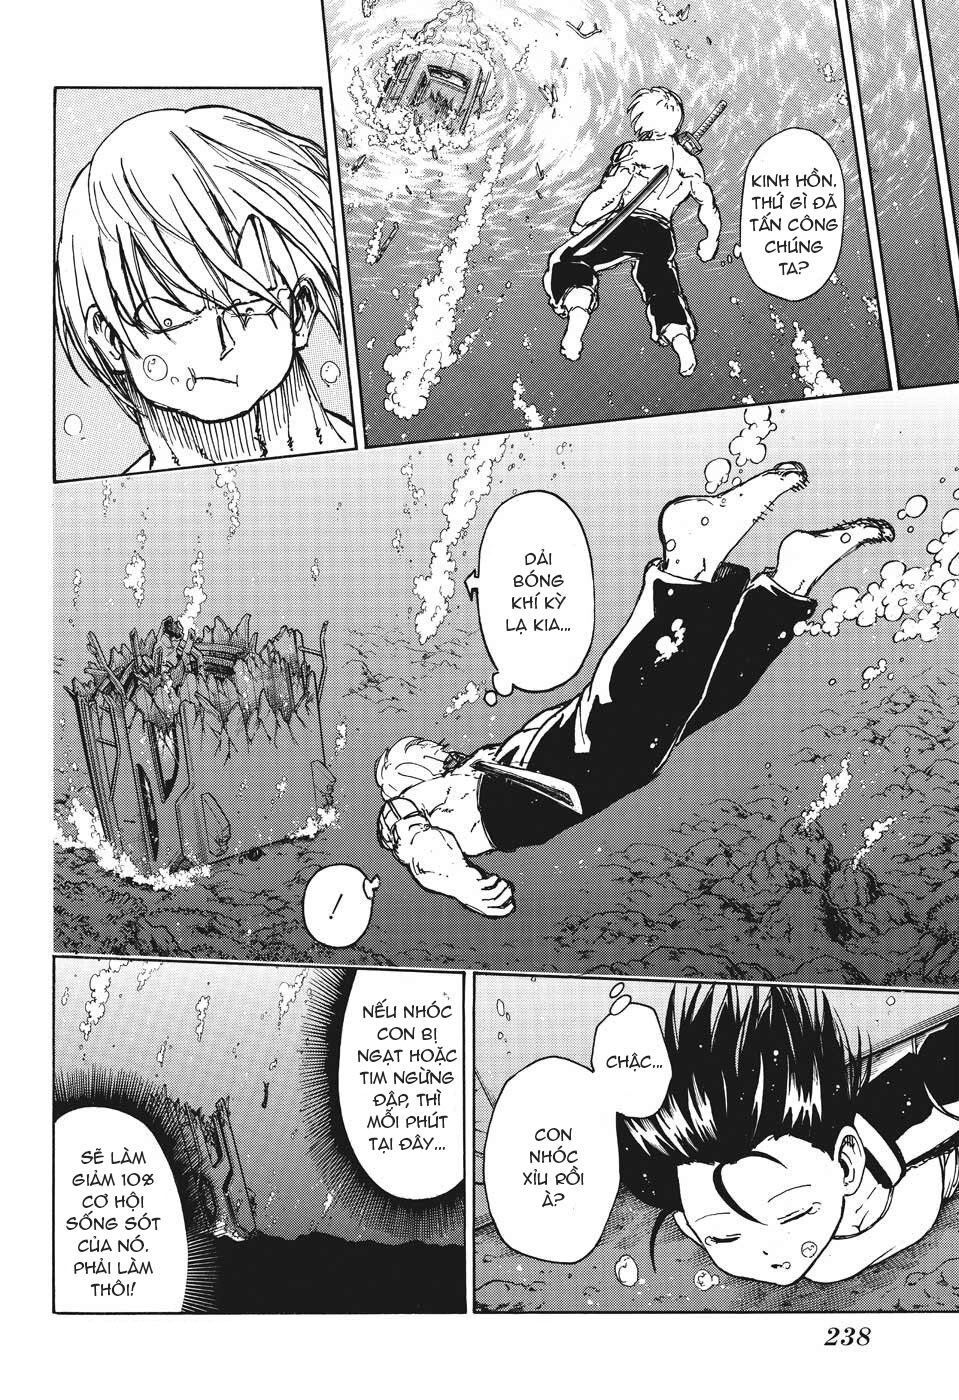 KINH HỒN.
THỨ GÌ ĐÃ
TẤN CÔNG
CHÚNG
TA?
DẢI
BÓNG
KHÍ KỲ
LẠ KIA...
!
CHẬC...
CON
NHÓC
XỈU RỒI
À?
NẾU NHÓC
CON BỊ
NGẠT HOẶC
TIM NGỪNG
ĐẬP, THÌ
MỖI PHÚT
TẠI ĐÂY...
SẼ LÀM
GIẢM 10%
CƠ HỘI
SỐNG SÓT
CỦA NÓ.
PHẢI LÀM
THÔI!
238